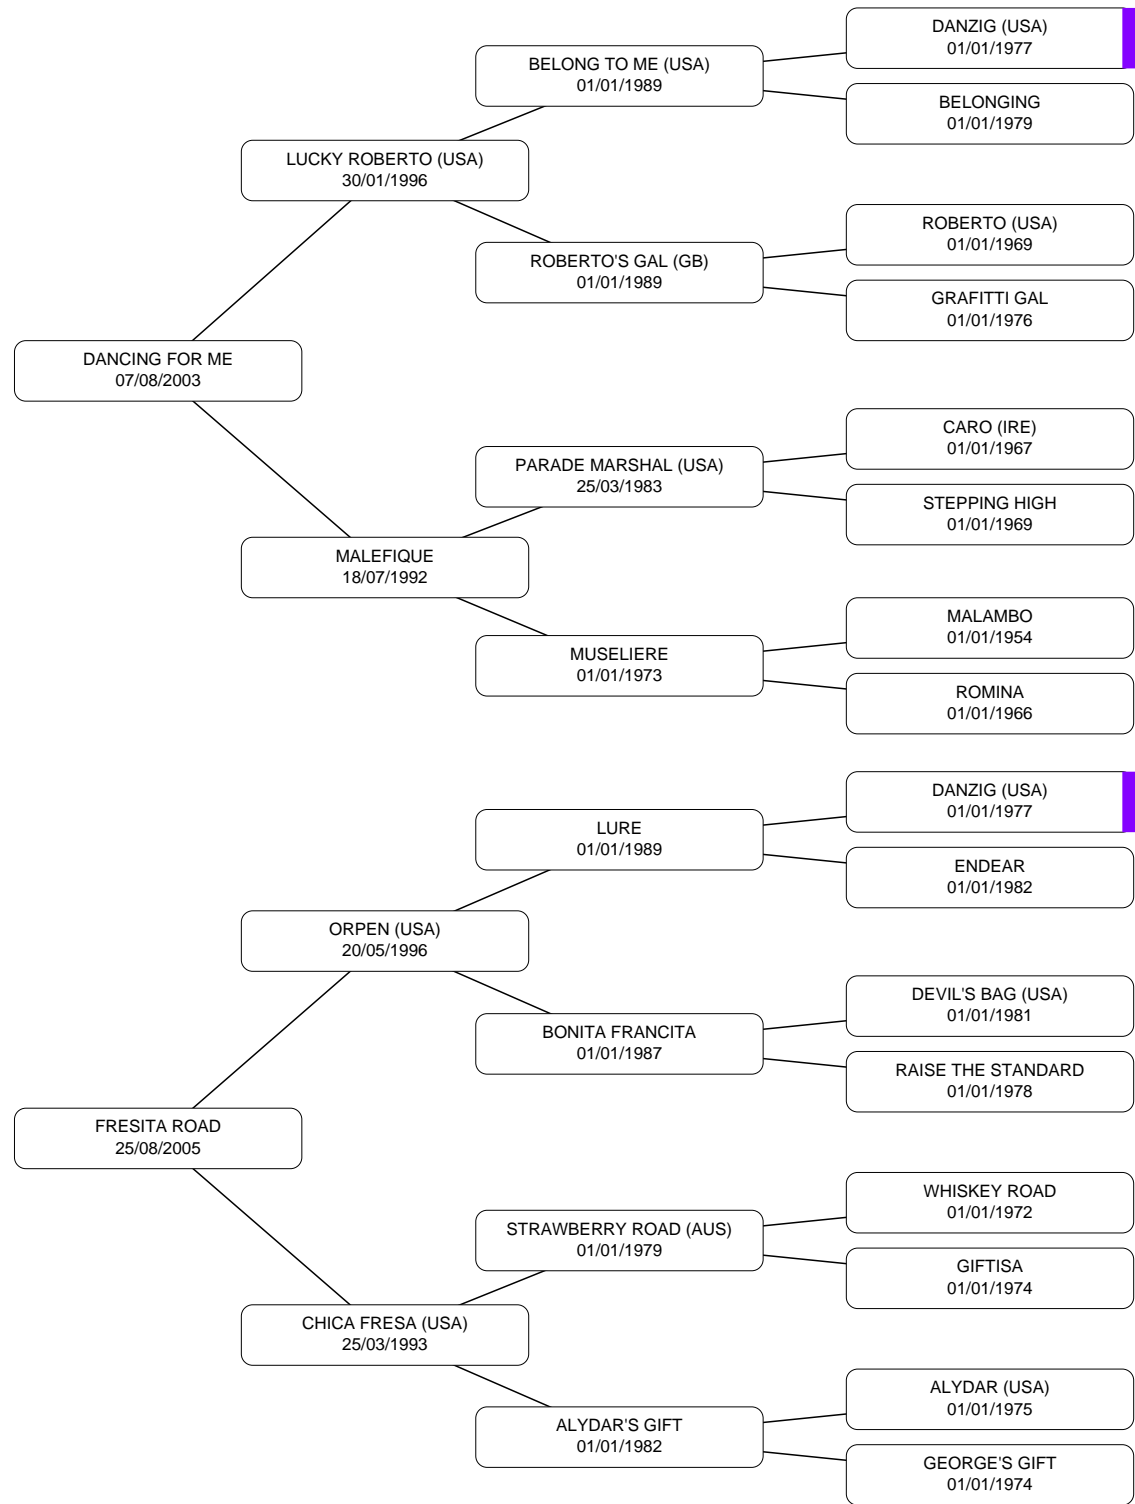 DANZIG (USA)
01/01/1977
BELONG TO ME (USA)
01/01/1989
BELONGING
01/01/1979
LUCKY ROBERTO (USA)
30/01/1996
ROBERTO (USA)
01/01/1969
ROBERTO'S GAL (GB)
01/01/1989
GRAFITTI GAL
01/01/1976
DANCING FOR ME
07/08/2003
CARO (IRE)
01/01/1967
PARADE MARSHAL (USA)
25/03/1983
STEPPING HIGH
01/01/1969
MALEFIQUE
18/07/1992
MALAMBO
01/01/1954
MUSELIERE
01/01/1973
ROMINA
01/01/1966
DANZIG (USA)
01/01/1977
LURE
01/01/1989
ENDEAR
01/01/1982
ORPEN (USA)
20/05/1996
DEVIL'S BAG (USA)
01/01/1981
BONITA FRANCITA
01/01/1987
RAISE THE STANDARD
01/01/1978
FRESITA ROAD
25/08/2005
WHISKEY ROAD
01/01/1972
STRAWBERRY ROAD (AUS)
01/01/1979
GIFTISA
01/01/1974
CHICA FRESA (USA)
25/03/1993
ALYDAR (USA)
01/01/1975
ALYDAR'S GIFT
01/01/1982
GEORGE'S GIFT
01/01/1974